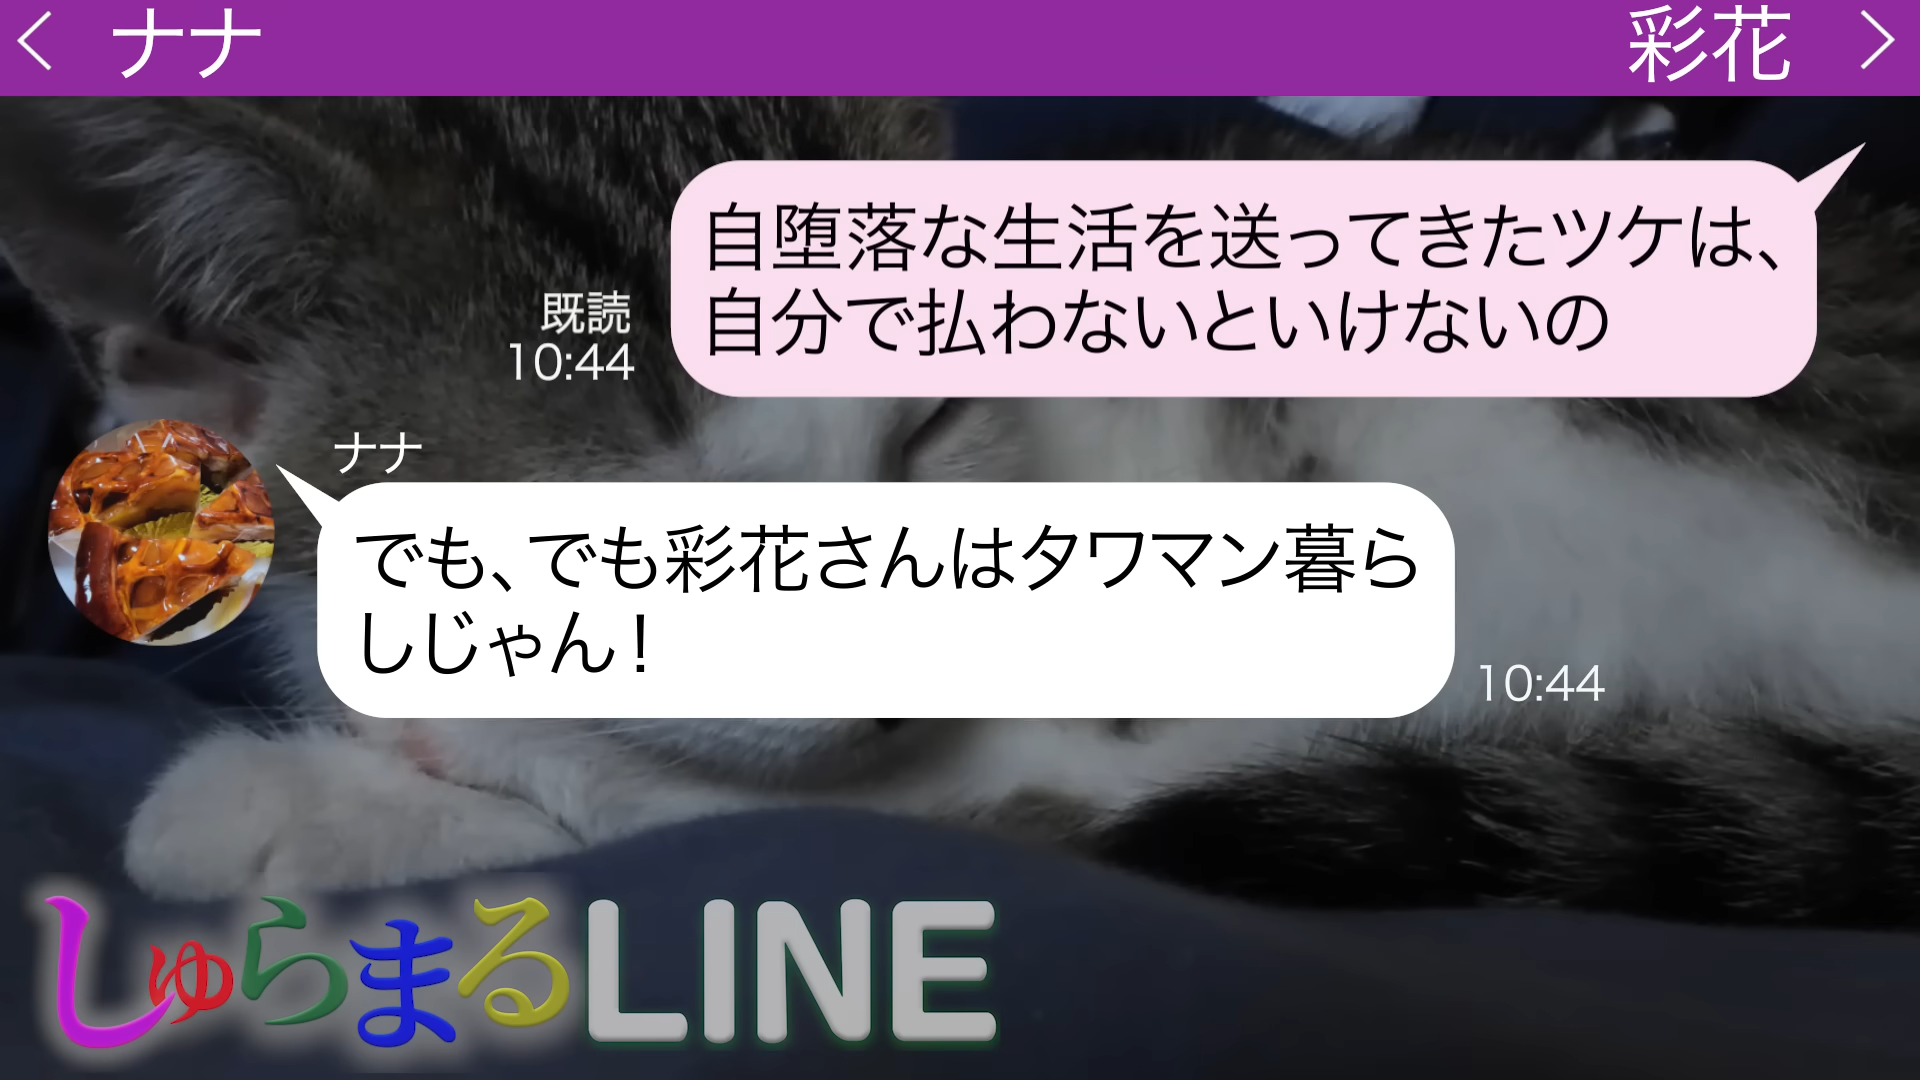 ナナ
彩花
自堕落な生活を送ってきたツケは、
自分で払わないといけないの
既読
10:44
ナナ
でも、でも彩花さんはタワマン暮ら
しじゃん！
10:44
しゅらまるLINE